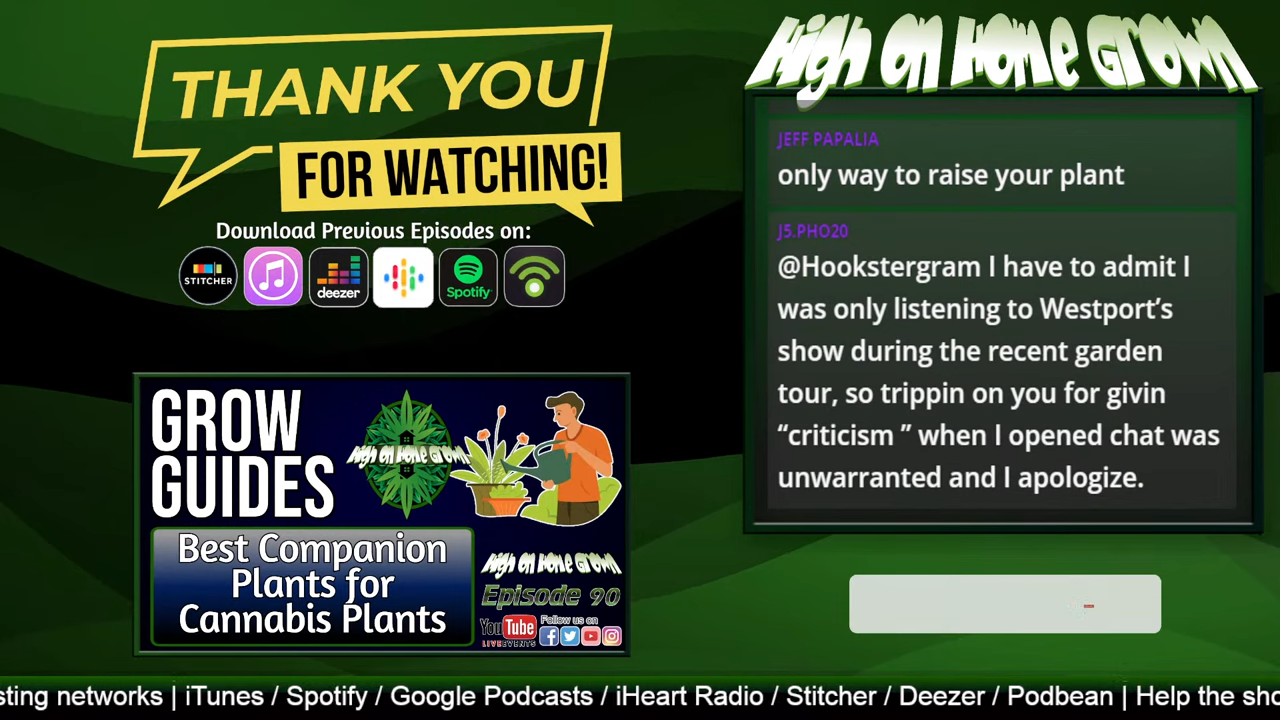 THANK YOU
FOR WATCHING!
Download Previous Episodes on:
STITCHER
deezer
Spotify
GROW
GUIDES
High on Home Grown
Best Companion
Plants for
Cannabis Plants
High on Home Grown
Episode 90
YouTube
LIVE EVENTS
Follow us on
High on Home Grown
JEFF PAPALIA
only way to raise your plant
J5.PHO20
@Hookstergram I have to admit I
was only listening to Westport’s
show during the recent garden
tour, so trippin on you for givin
“criticism ” when I opened chat was
unwarranted and I apologize.
sting networks | iTunes / Spotify / Google Podcasts / iHeart Radio / Stitcher / Deezer / Podbean | Help the sho